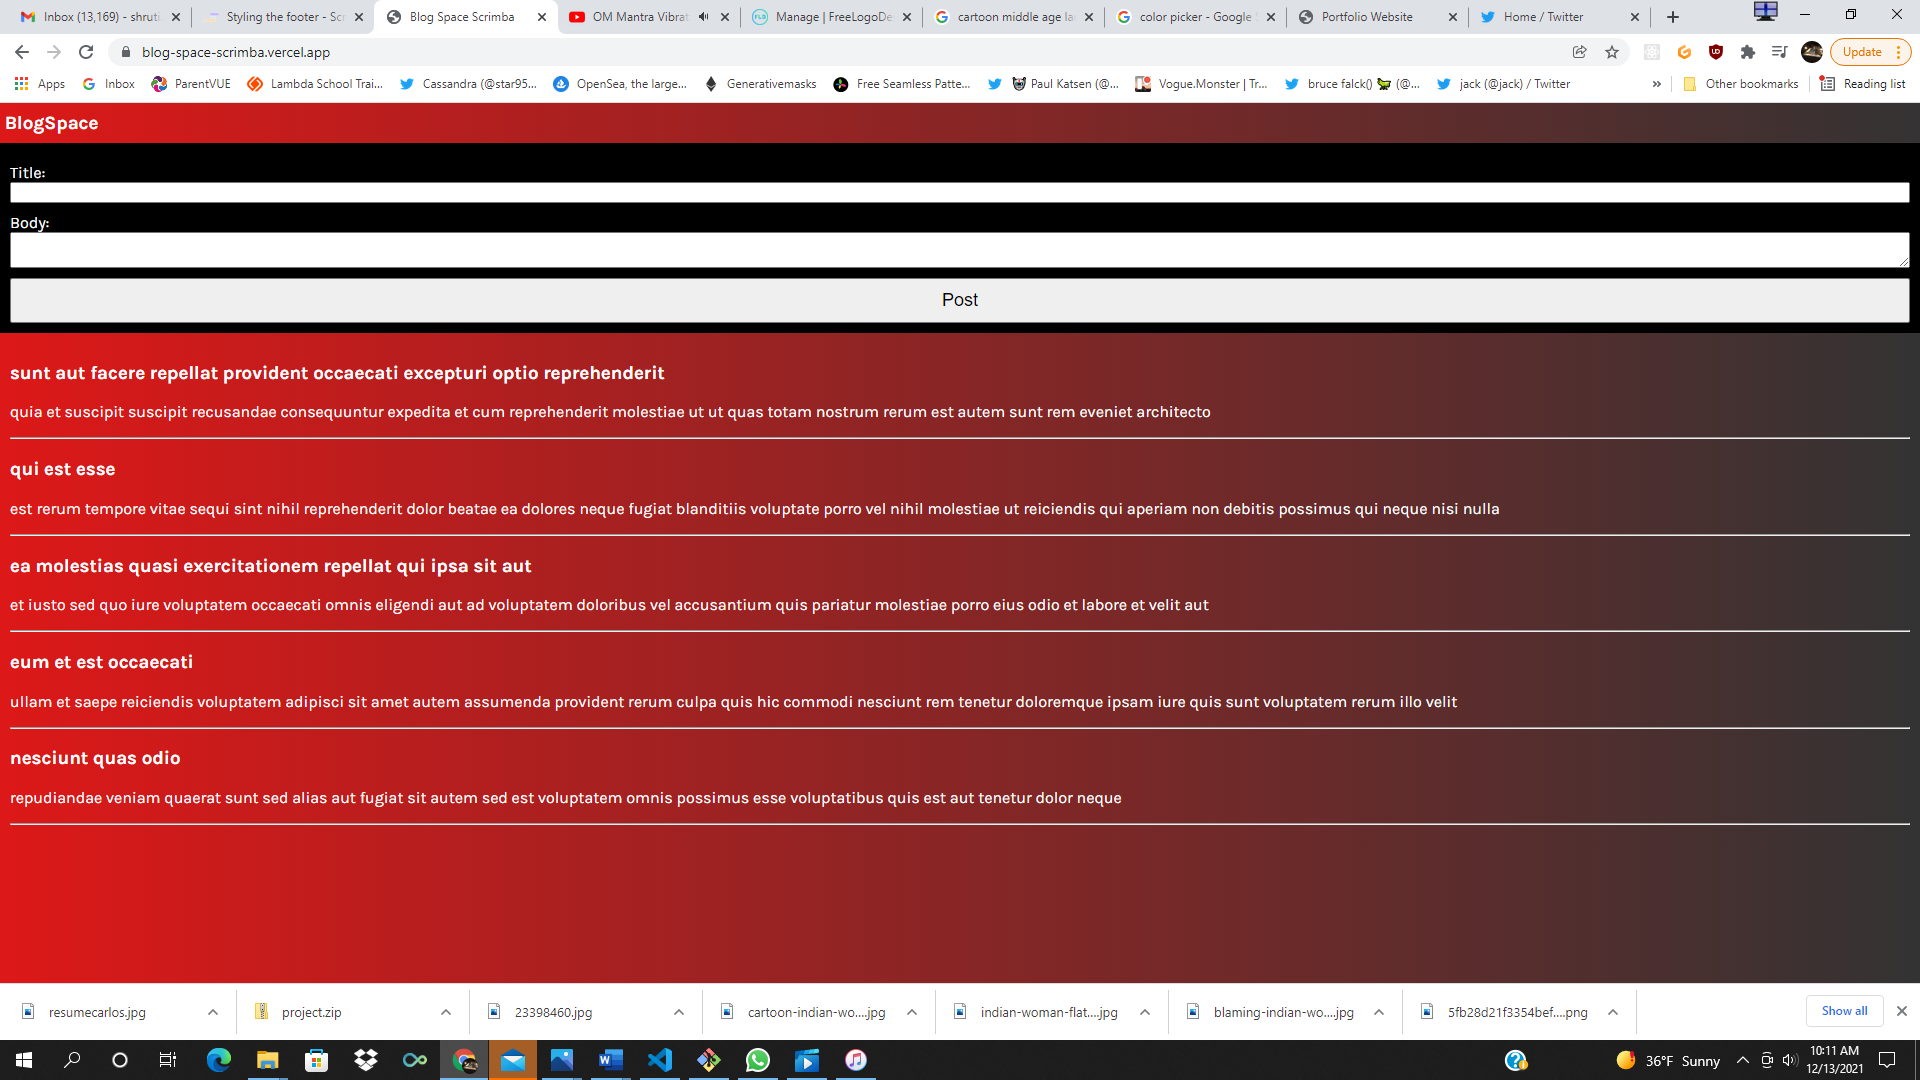 Inbox (13,169) - shruti
Styling the footer - Scr
Blog Space Scrimba
OM Mantra Vibrat
Manage | FreeLogoDes
cartoon middle age la
color picker - Google S
Portfolio Website
Home / Twitter
blog-space-scrimba.vercel.app
Update
Apps
Inbox
ParentVUE
Lambda School Trai...
Cassandra (@star95...
OpenSea, the large...
Generativemasks
Free Seamless Patte...
Paul Katsen (@...
Vogue.Monster | Tr...
bruce falck() 🦖 (@...
jack (@jack) / Twitter
»
Other bookmarks
Reading list
BlogSpace
Title:
Body:
Post
sunt aut facere repellat provident occaecati excepturi optio reprehenderit
quia et suscipit suscipit recusandae consequuntur expedita et cum reprehenderit molestiae ut ut quas totam nostrum rerum est autem sunt rem eveniet architecto
qui est esse
est rerum tempore vitae sequi sint nihil reprehenderit dolor beatae ea dolores neque fugiat blanditiis voluptate porro vel nihil molestiae ut reiciendis qui aperiam non debitis possimus qui neque nisi nulla
ea molestias quasi exercitationem repellat qui ipsa sit aut
et iusto sed quo iure voluptatem occaecati omnis eligendi aut ad voluptatem doloribus vel accusantium quis pariatur molestiae porro eius odio et labore et velit aut
eum et est occaecati
ullam et saepe reiciendis voluptatem adipisci sit amet autem assumenda provident rerum culpa quis hic commodi nesciunt rem tenetur doloremque ipsam iure quis sunt voluptatem rerum illo velit
nesciunt quas odio
repudiandae veniam quaerat sunt sed alias aut fugiat sit autem sed est voluptatem omnis possimus esse voluptatibus quis est aut tenetur dolor neque
resumecarlos.jpg
project.zip
23398460.jpg
cartoon-indian-wo....jpg
indian-woman-flat....jpg
blaming-indian-wo....jpg
5fb28d21f3354bef....png
Show all
36°F Sunny
10:11 AM
12/13/2021